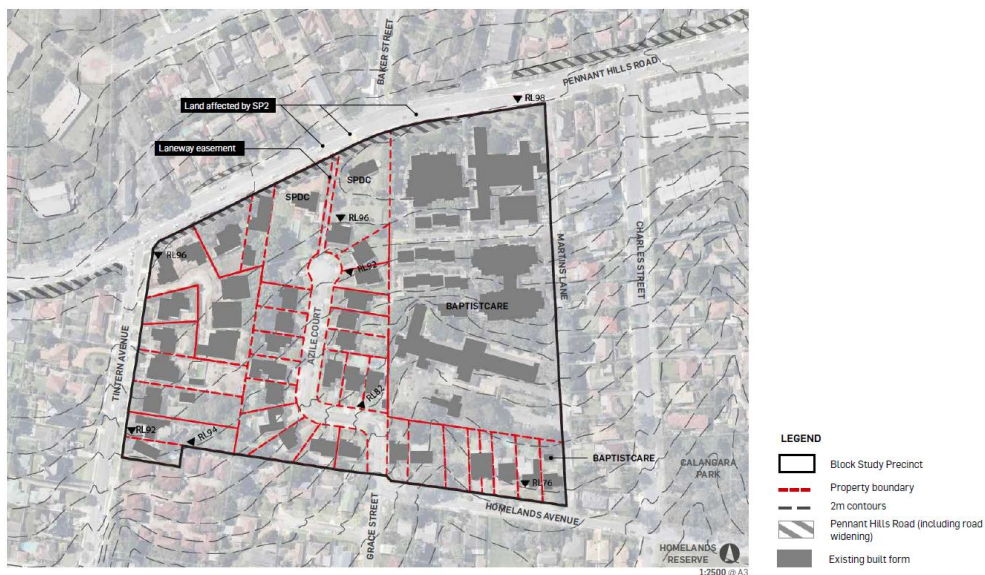 BAKER STREET
PENNANT HILLS ROAD
RL98
Land affected by SP2
Laneway easement
SPDC
SPDC
RL96
RL96
RL92
MARTINS LANE
CHARLES STREET
BAPTISTCARE
AZILE COURT
TINTERN AVENUE
RL82
RL92
RL94
BAPTISTCARE
CALANGARA
PARK
RL76
HOMELANDS AVENUE
GRACE STREET
HOMELANDS
RESERVE
1:2500 @ A3
LEGEND
Block Study Precinct
Property boundary
2m contours
Pennant Hills Road (including road
widening)
Existing built form